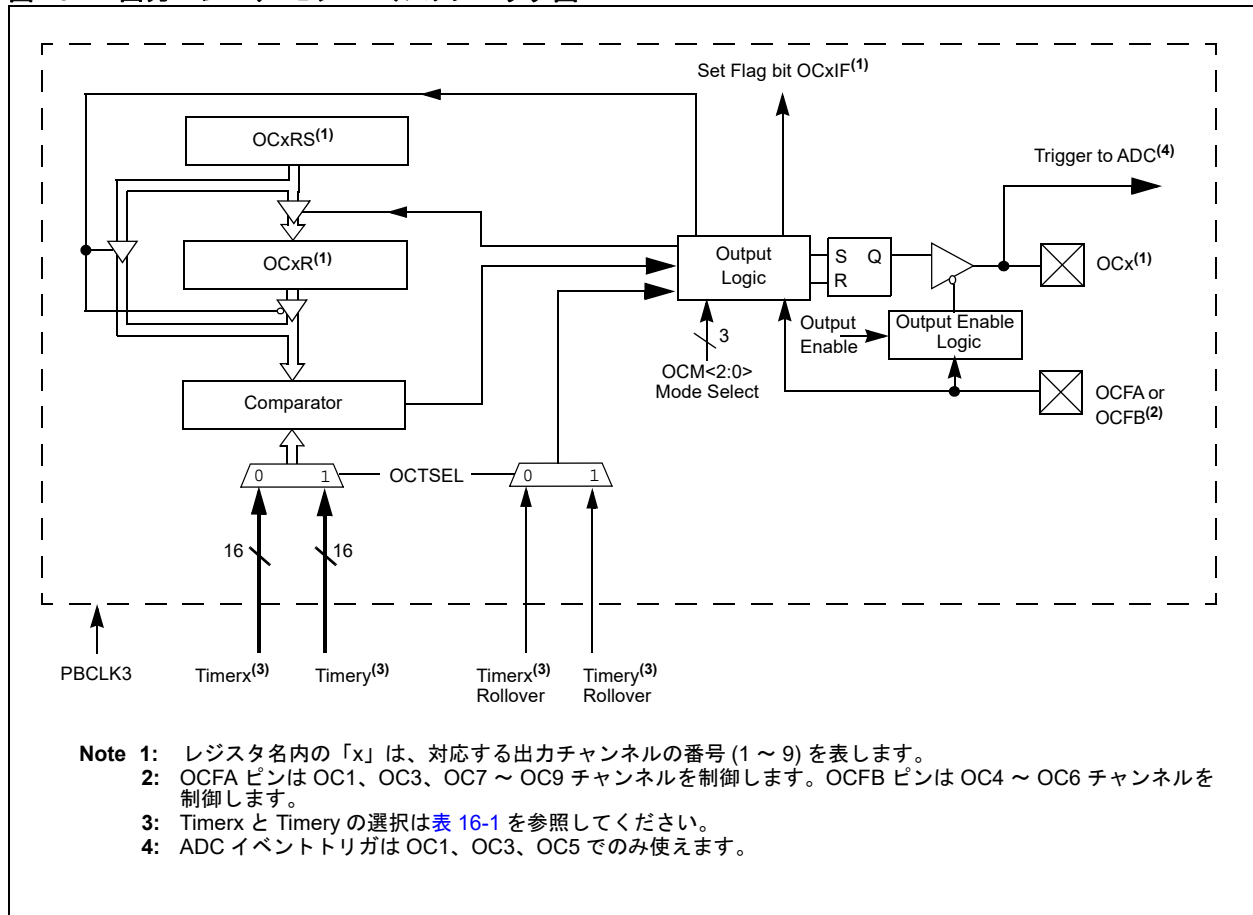 Set Flag bit OCxIF(1)
OCxRS(1)
Trigger to ADC(4)
OCxR(1)
Output
Logic
S Q
R
OCx(1)
Output
Enable
Output Enable
Logic
3
OCM<2:0>
Mode Select
Comparator
OCFA or
OCFB(2)
0 1
OCTSEL
0 1
16
16
PBCLK3
Timerx(3)
Timery(3)
Timerx(3)
Rollover
Timery(3)
Rollover
Note 1: レジスタ名内の「x」は、対応する出力チャンネルの番号 (1 ~ 9) を表します。
2: OCFA ピンは OC1、OC3、OC7 ~ OC9 チャンネルを制御します。OCFB ピンは OC4 ~ OC6 チャンネルを
制御します。
3: Timerx と Timery の選択は表 16-1 を参照してください。
4: ADC イベントトリガは OC1、OC3、OC5 でのみ使えます。